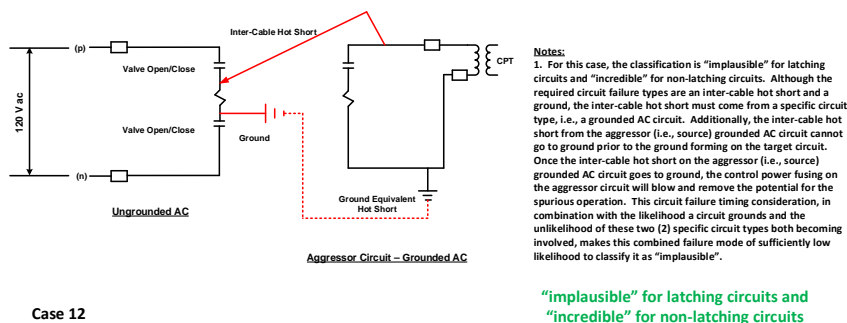 Inter-Cable Hot Short
(p)
CPT
Valve Open/Close
120 V ac
Valve Open/Close
Ground
(n)
Ground Equivalent
Hot Short
Ungrounded AC
Aggressor Circuit – Grounded AC
Case 12
Notes:
1. For this case, the classification is “implausible” for latching
circuits and “incredible” for non-latching circuits. Although the
required circuit failure types are an inter-cable hot short and a
ground, the inter-cable hot short must come from a specific circuit
type, i.e., a grounded AC circuit. Additionally, the inter-cable hot
short from the aggressor (i.e., source) grounded AC circuit cannot
go to ground prior to the ground forming on the target circuit.
Once the inter-cable hot short on the aggressor (i.e., source)
grounded AC circuit goes to ground, the control power fusing on
the aggressor circuit will blow and remove the potential for the
spurious operation. This circuit failure timing consideration, in
combination with the likelihood a circuit grounds and the
unlikelihood of these two (2) specific circuit types both becoming
involved, makes this combined failure mode of sufficiently low
likelihood to classify it as “implausible”.
“implausible” for latching circuits and
“incredible” for non-latching circuits